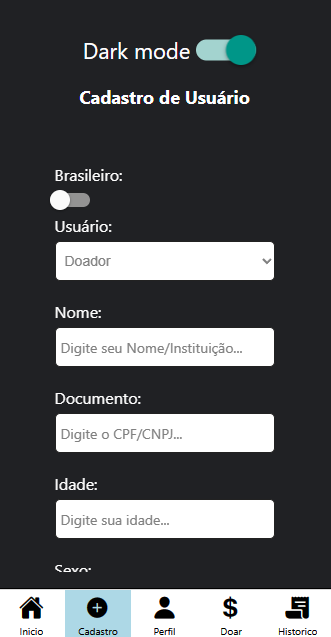 Dark mode
Cadastro de Usuário
Brasileiro:
Usuário:
Doador
Nome:
Digite seu Nome/Instituição...
Documento:
Digite o CPF/CNPJ...
Idade:
Digite sua idade...
Sexo:
Inicio
Cadastro
Perfil
Doar
Historico